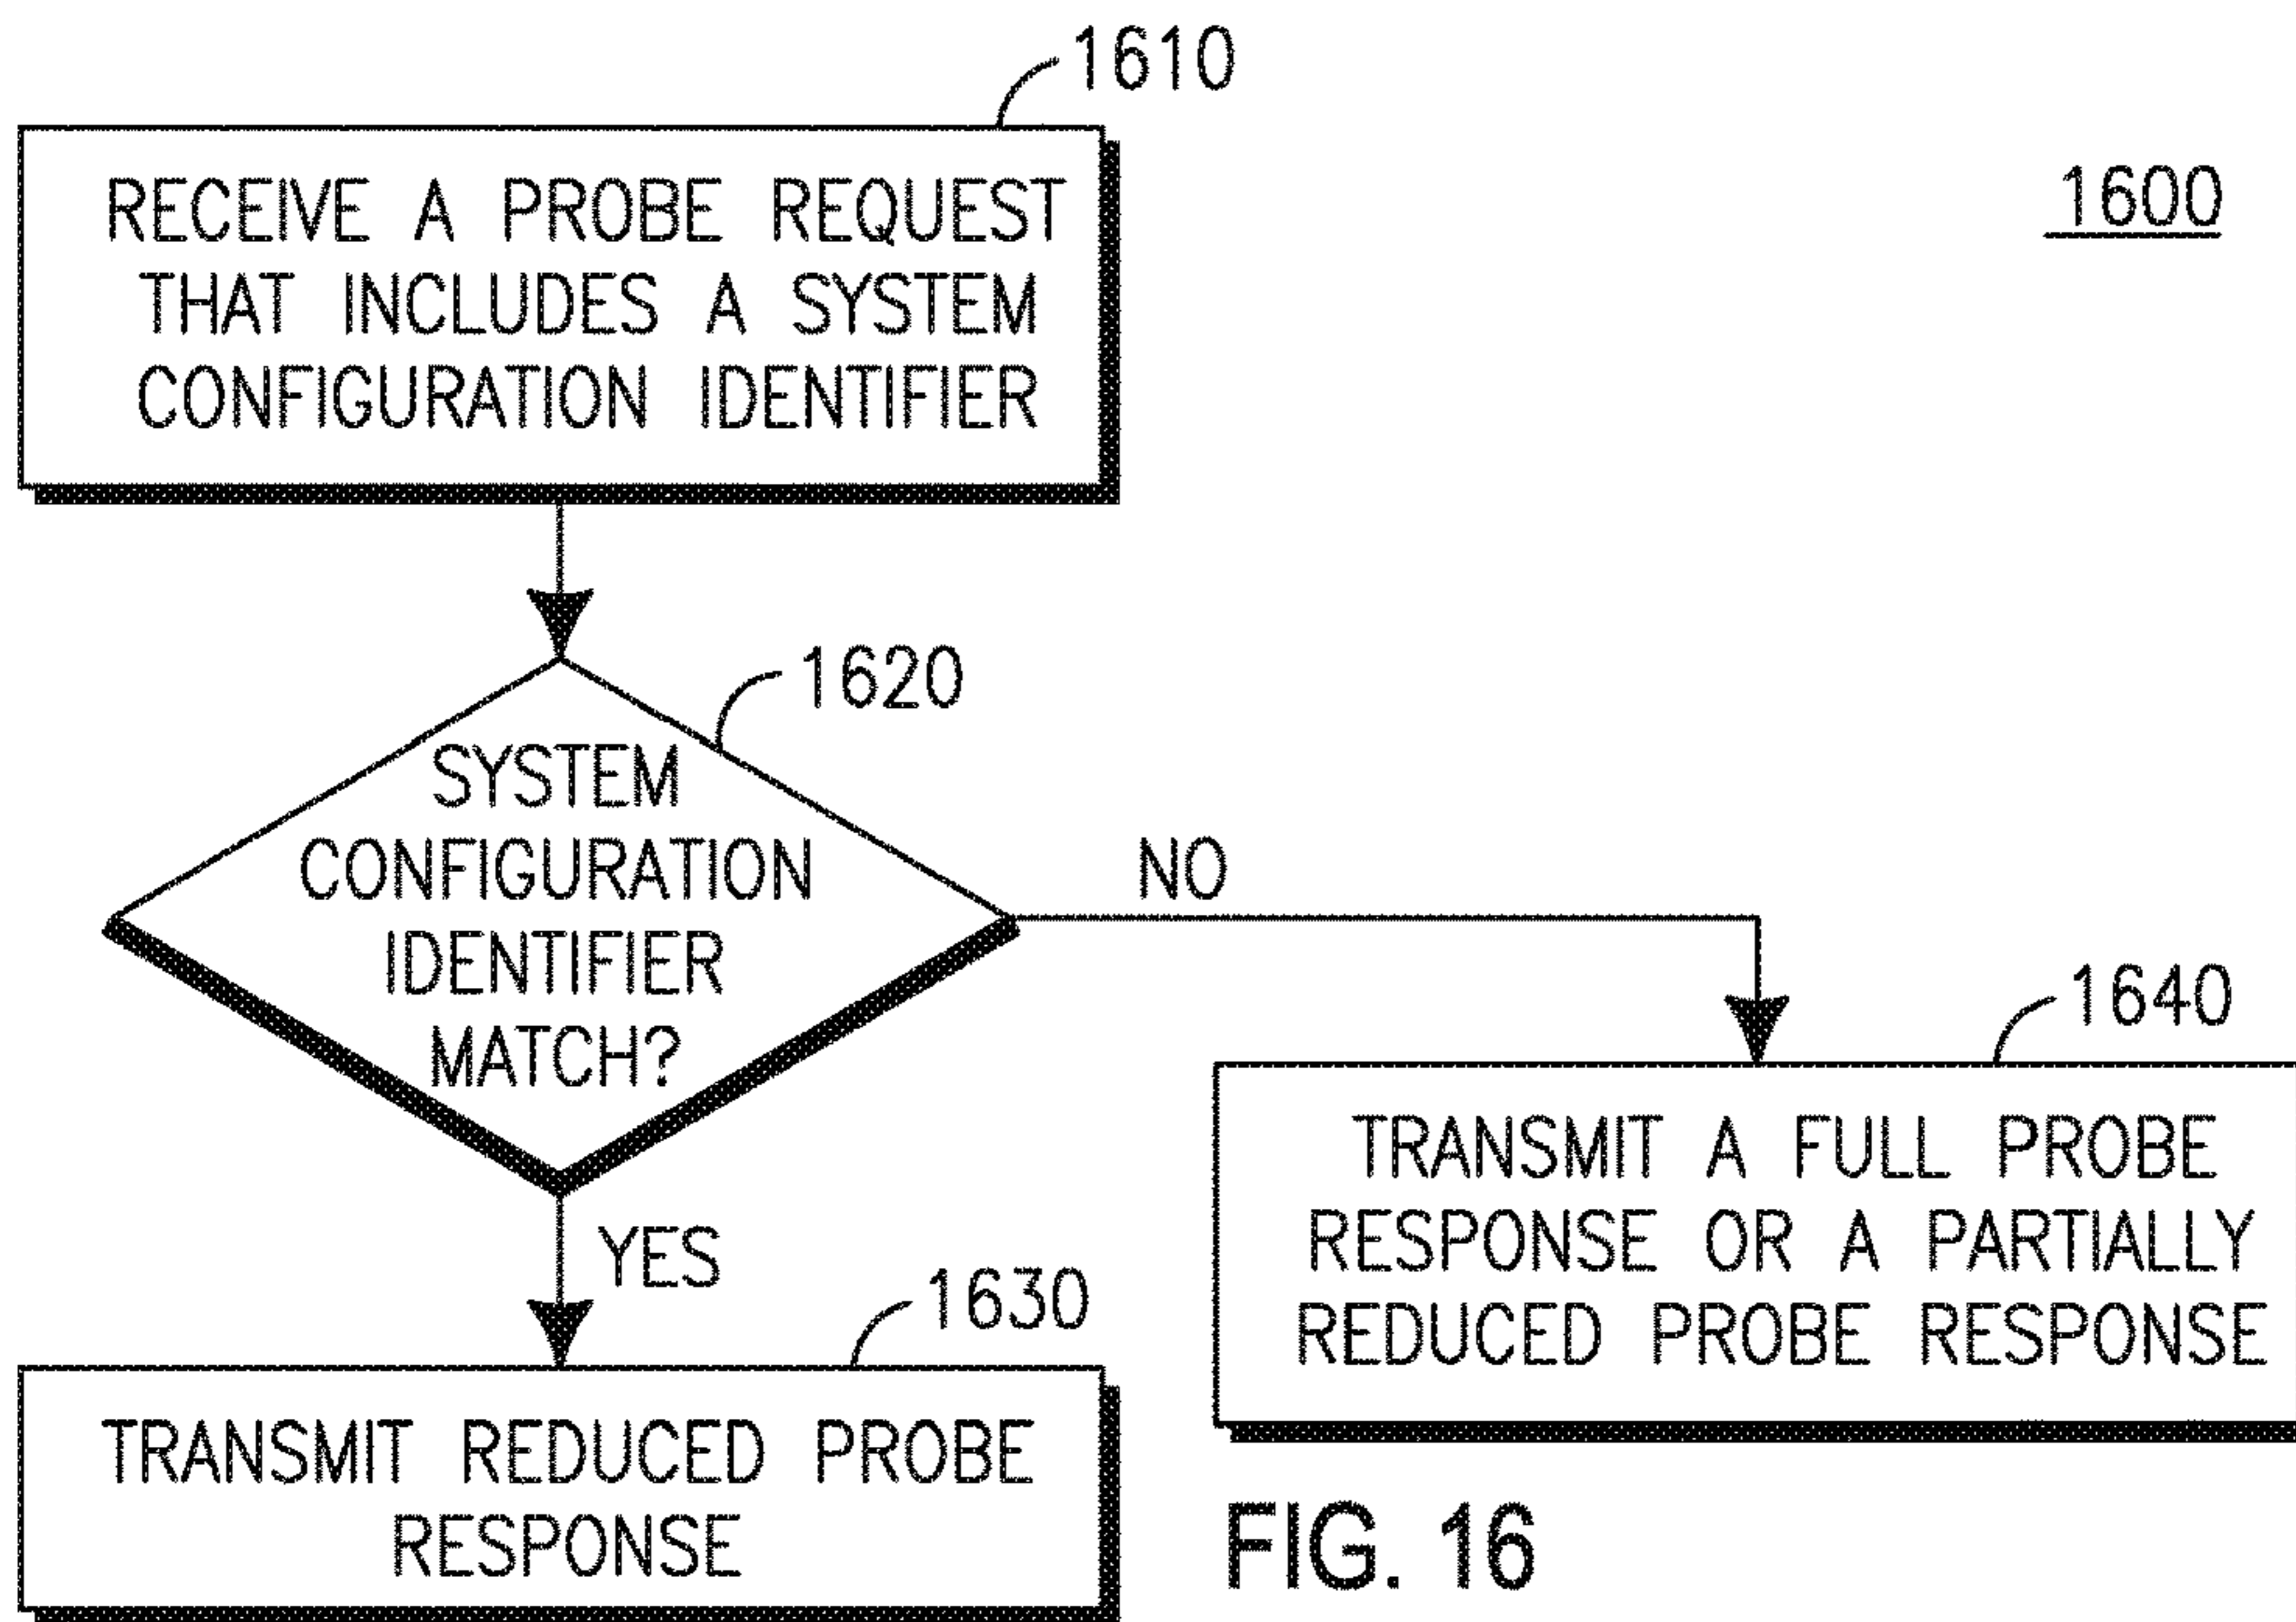 1610
RECEIVE A PROBE REQUEST
THAT INCLUDES A SYSTEM
CONFIGURATION IDENTIFIER
1600
1620
SYSTEM
CONFIGURATION
IDENTIFIER
MATCH?
NO
1640
TRANSMIT A FULL PROBE
RESPONSE OR A PARTIALLY
REDUCED PROBE RESPONSE
YES
1630
TRANSMIT REDUCED PROBE
RESPONSE
FIG. 16